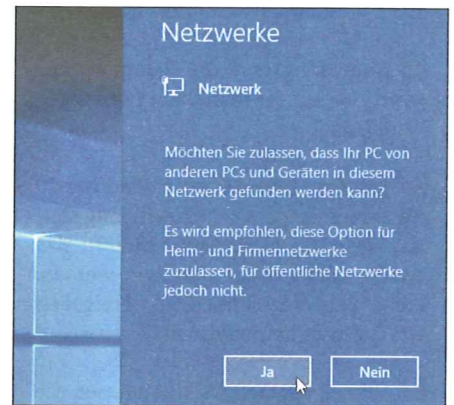 Netzwerke
Netzwerk
Möchten Sie zulassen, dass Ihr PC von
anderen PCs und Geräten in diesem
Netzwerk gefunden werden kann?
Es wird empfohlen, diese Option für
Heim- und Firmennetzwerke
zuzulassen, für öffentliche Netzwerke
jedoch nicht.
Ja
Nein